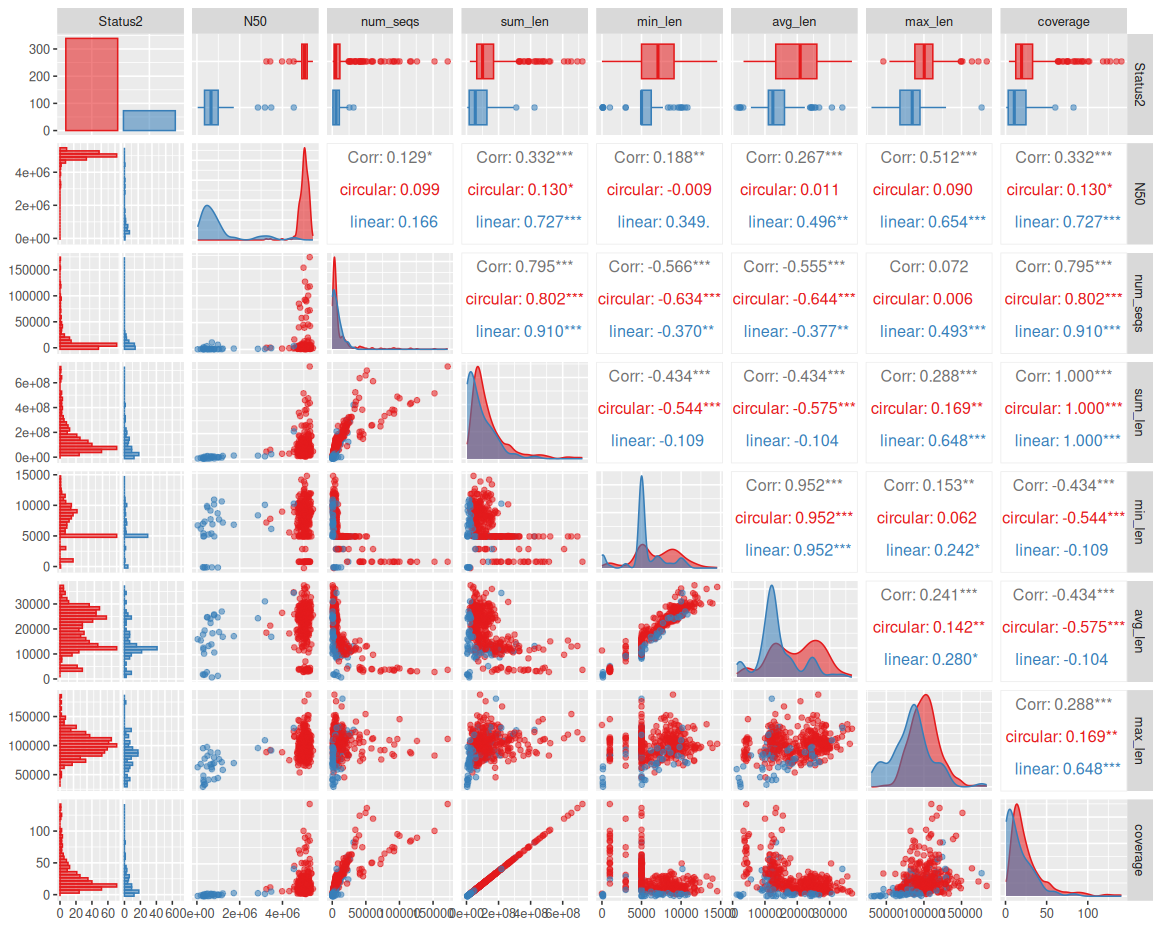 Status2 N50 num_seqs sum_len min_len avg_len max_len coverage
300
200
100
0
Status2
4e+06
2e+06
0e+00
Corr: 0.129* Corr: 0.332*** Corr: 0.188** Corr: 0.267*** Corr: 0.512*** Corr: 0.332***
circular: 0.099 circular: 0.130* circular: -0.009 circular: 0.011 circular: 0.090 circular: 0.130*
linear: 0.166 linear: 0.727*** linear: 0.349. linear: 0.496** linear: 0.654*** linear: 0.727***
N50
150000
100000
50000
0
Corr: 0.795*** Corr: -0.566*** Corr: -0.555*** Corr: 0.072 Corr: 0.795***
circular: 0.802*** circular: -0.634*** circular: -0.644*** circular: 0.006 circular: 0.802***
linear: 0.910*** linear: -0.370** linear: -0.377** linear: 0.493*** linear: 0.910***
num_seqs
6e+08
4e+08
2e+08
0e+00
Corr: -0.434*** Corr: -0.434*** Corr: 0.288*** Corr: 1.000***
circular: -0.544*** circular: -0.575*** circular: 0.169** circular: 1.000***
linear: -0.109 linear: -0.104 linear: 0.648*** linear: 1.000***
sum_len
15000
10000
5000
0
Corr: 0.952*** Corr: 0.153** Corr: -0.434***
circular: 0.952*** circular: 0.062 circular: -0.544***
linear: 0.952*** linear: 0.242* linear: -0.109
min_len
30000
20000
10000
0
Corr: 0.241*** Corr: -0.434***
circular: 0.142** circular: -0.575***
linear: 0.280* linear: -0.104
avg_len
150000
100000
50000
Corr: 0.288***
circular: 0.169**
linear: 0.648***
max_len
100
50
0
coverage
0 20 40 60 0 20 40 60 0e+00 2e+06 4e+06 0 50000 100000 150000 0e+00 2e+08 4e+08 6e+08 0 5000 10000 15000 0 10000 20000 30000 50000 100000 150000 0 50 100